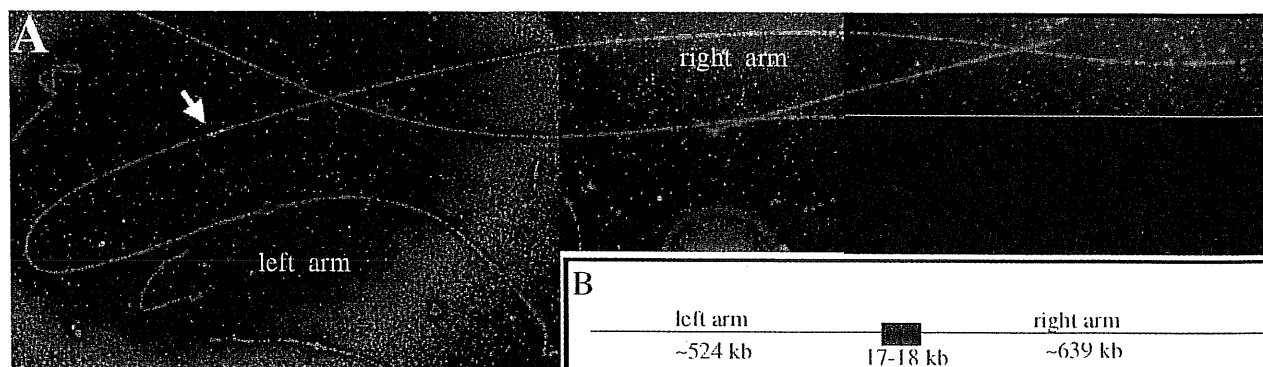 A
right arm
left arm
B
left arm
right arm
~524 kb
17-18 kb
~639 kb